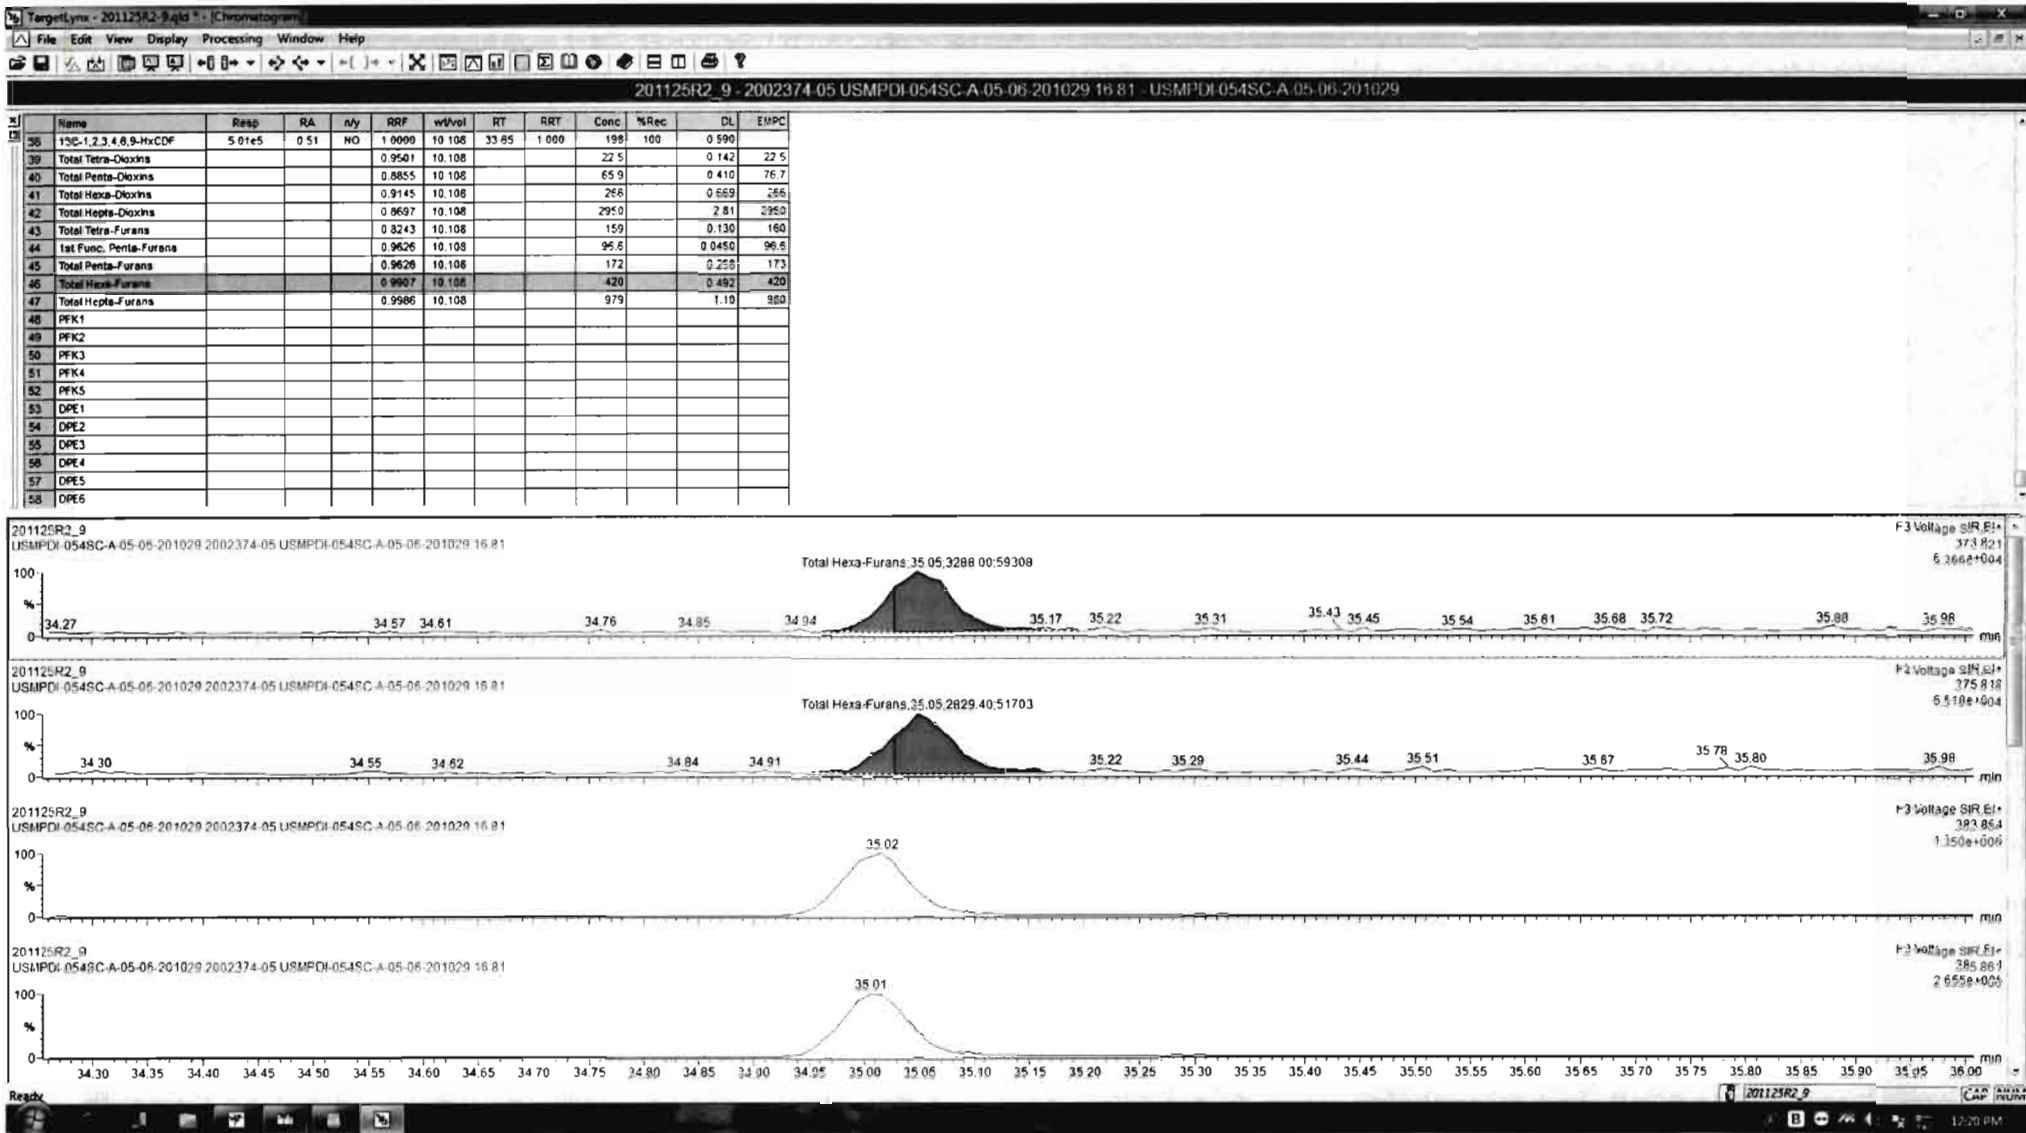 TargetLynx - 201125R2-9.qld * - [Chromatogram]
File Edit View Display Processing Window Help
201125R2_9 - 2002374-05 USMPDI-054SC-A-05-06-201029 16.81 - USMPDI-054SC-A-05-06-201029
Name Resp RA n/y RRF wt/vol RT RRT Conc %Rec DL EMPC
13C-1,2,3,4,6,9-HxCDF 5.01e5 0.51 NO 1.0000 10.108 33.65 1.000 198 100 0.590
39 Total Tetra-Dioxins 0.9501 10.108 22.5 0.142 22.5
40 Total Penta-Dioxins 0.8855 10.108 65.9 0.410 76.7
41 Total Hexa-Dioxins 0.9145 10.108 266 0.669 266
42 Total Hepta-Dioxins 0.8697 10.108 2950 2.81 2950
43 Total Tetra-Furans 0.8243 10.108 159 0.130 160
44 1st Func. Penta-Furans 0.9626 10.108 96.6 0.0450 96.6
45 Total Penta-Furans 0.9626 10.108 172 0.258 173
46 Total Hexa-Furans 0.9907 10.108 420 0.492 420
47 Total Hepta-Furans 0.9986 10.108 979 1.10
48 PFK1
49 PFK2
50 PFK3
51 PFK4
52 PFK5
53 DPE1
54 DPE2
55 DPE3
56 DPE4
57 DPE5
58 DPE6
201125R2_9 F3:Voltage SIR,EI+
USMPDI-054SC-A-05-06-201029 2002374-05 USMPDI-054SC-A-05-06-201029 16.81 373.821
6.266e+004
Total Hexa-Furans;35.05;3288.00;59308
100
%
34.27 34.57 34.61 34.76 34.85 34.94 35.17 35.22 35.31 35.43 35.45 35.54 35.61 35.68 35.72 35.88 35.98
0 min
201125R2_9 Voltage SIR,EI+
USMPDI-054SC-A-05-06-201029 2002374-05 USMPDI-054SC-A-05-06-201029 16.81 375.818
5.518e+004
Total Hexa-Furans;35.05;2829.40;51703
100
%
34.30 34.55 34.62 34.84 34.91 35.22 35.29 35.44 35.51 35.67 35.78 35.80 35.98
0 min
201125R2_9 F3:Voltage SIR,EI+
USMPDI-054SC-A-05-06-201029 2002374-05 USMPDI-054SC-A-05-06-201029 16.81 383.864
1.350e+006
35.02
100
%
0 min
201125R2_9 Voltage SIR,EI+
USMPDI-054SC-A-05-06-201029 2002374-05 USMPDI-054SC-A-05-06-201029 16.81 385.861
2.655e+006
35.01
100
%
0 min
34.30 34.35 34.40 34.45 34.50 34.55 34.60 34.65 34.70 34.75 34.80 34.85 34.90 34.95 35.00 35.05 35.10 35.15 35.20 35.25 35.30 35.35 35.40 35.45 35.50 35.55 35.60 35.65 35.70 35.75 35.80 35.85 35.90 35.95 36.00
Ready 201125R2_9 CAP NUM
12:20 PM